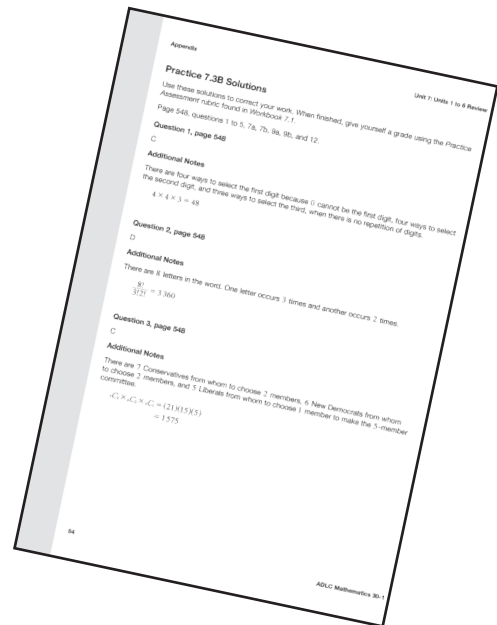 Appendix
Unit 7: Units 1 to 6 Review
Practice 7.3B Solutions
Use these solutions to correct your work. When finished, give yourself a grade using the Practice
Assessment rubric found in Workbook 7.1.
Page 548, questions 1 to 5, 7a, 7b, 9a, 9b, and 12.
Question 1, page 548
C
Additional Notes
There are four ways to select the first digit because 0 cannot be the first digit, four ways to select
the second digit, and three ways to select the third, when there is no repetition of digits.
4 × 4 × 3 = 48
Question 2, page 548
D
Additional Notes
There are 8 letters in the word. One letter occurs 3 times and another occurs 2 times.
8!/3!2! = 3 360
Question 3, page 548
C
Additional Notes
There are 7 Conservatives from whom to choose 2 members, 6 New Democrats from whom
to choose 2 members, and 5 Liberals from whom to choose 1 member to make the 5-member
committee.
= (21)(15)(5)
= 1 575
54
ADLC Mathematics 30-1